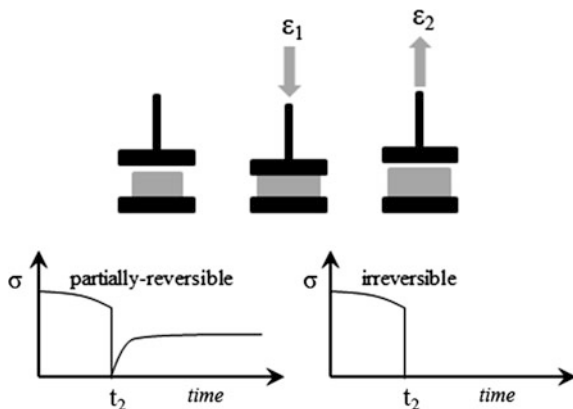 ε₁ ε₂
σ partially-reversible
t₂ time
σ irreversible
t₂ time